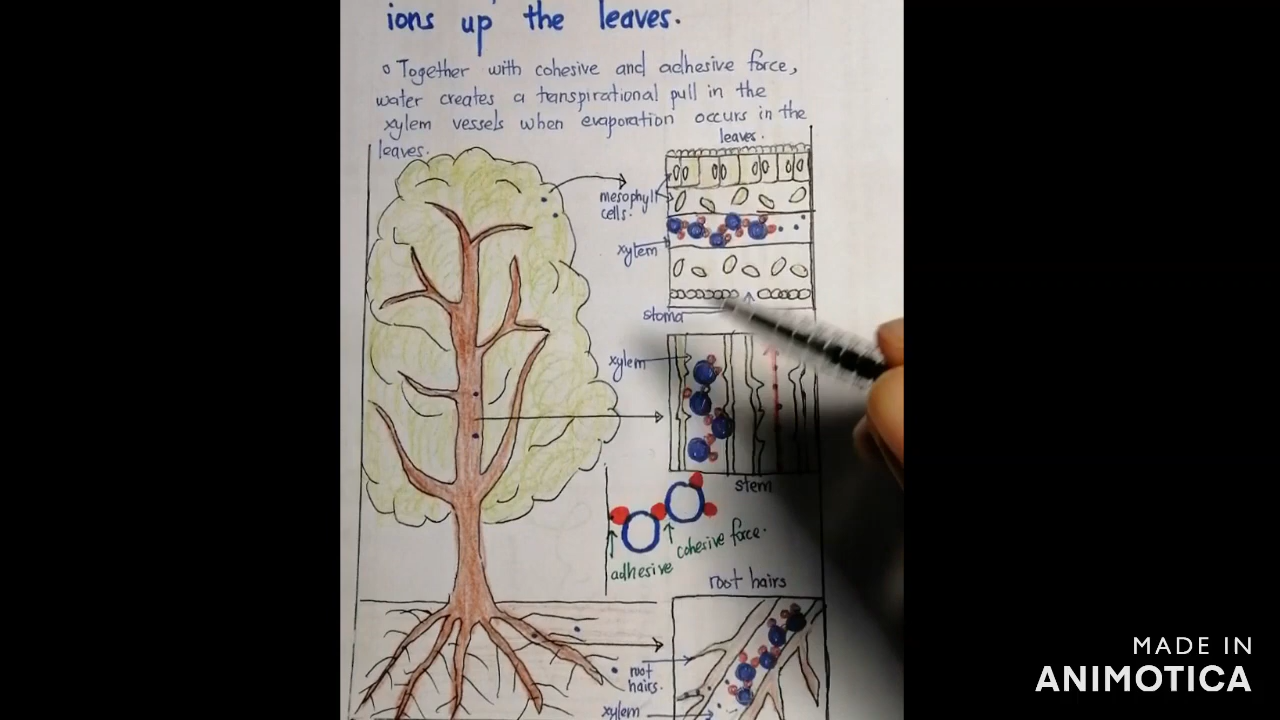 ions up the leaves.
o Together with cohesive and adhesive force,
water creates a transpirational pull in the
xylem vessels when evaporation occurs in the
leaves.
leaves.
mesophyll
cells.
xylem
stoma
xylem
stem
cohesive force.
adhesive
root hairs
root
hairs.
xylem
MADE IN
ANIMOTICA